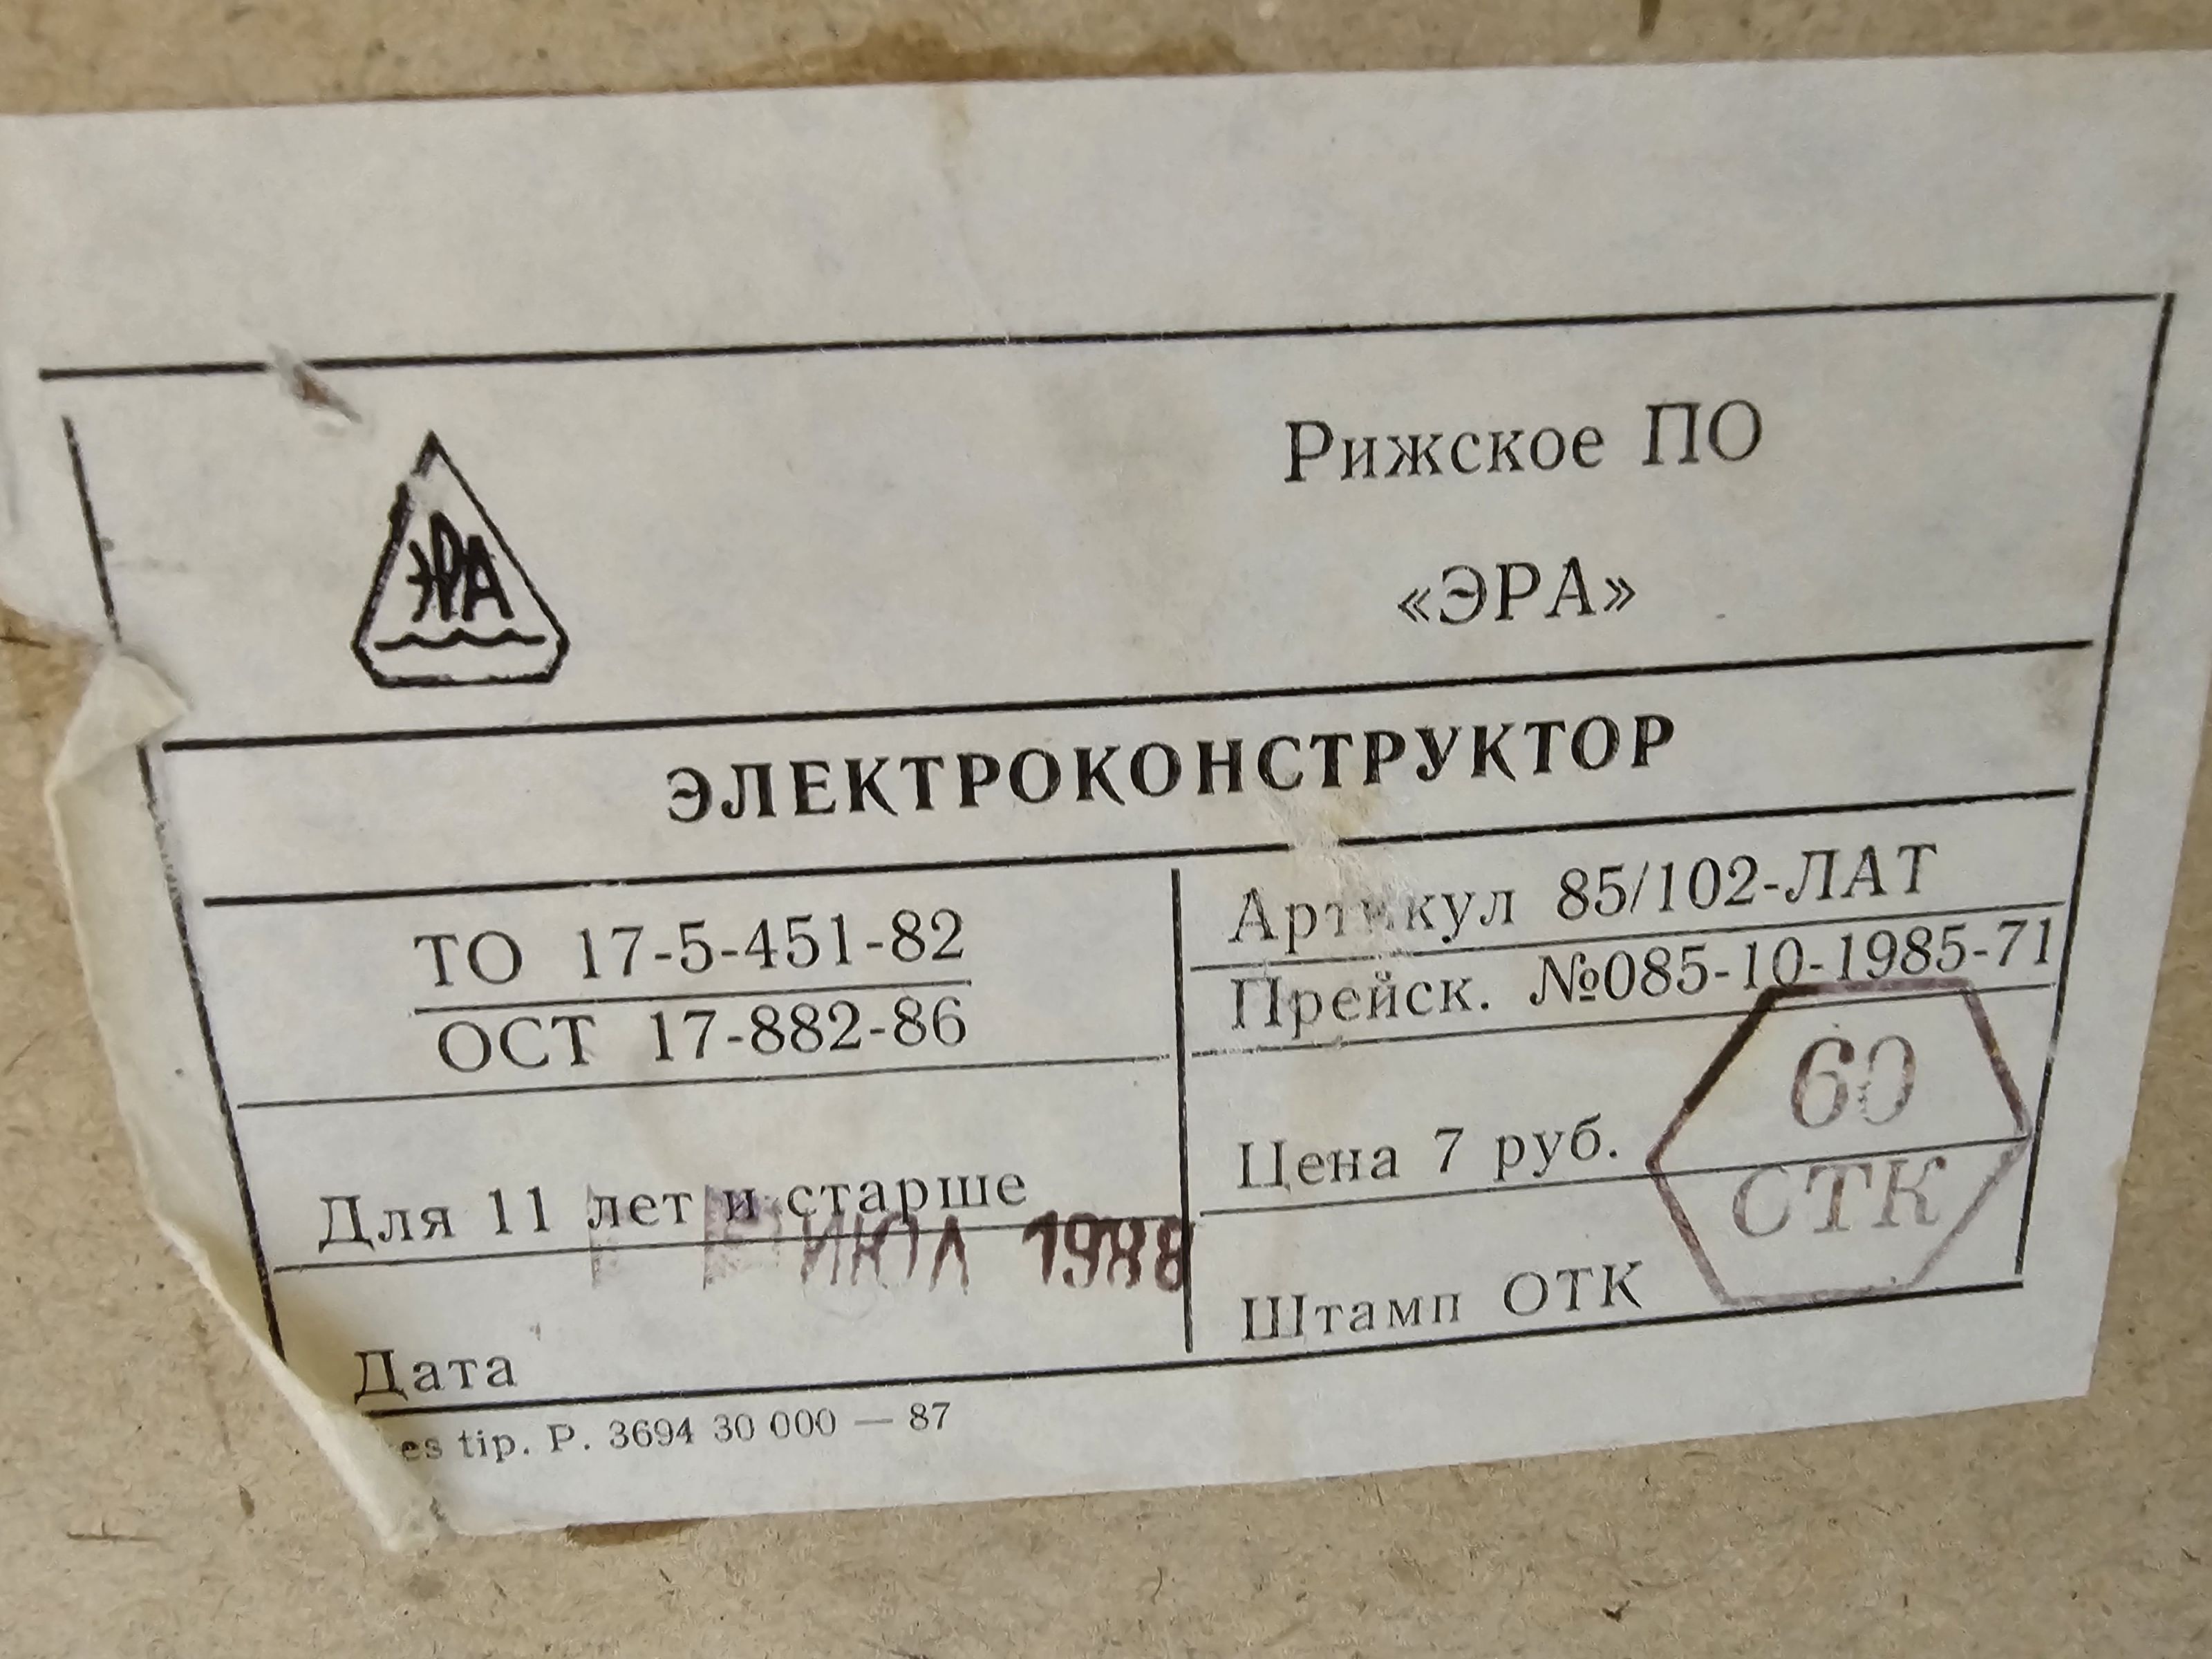 ЭРА
Рижское ПО
«ЭРА»
ЭЛЕКТРОКОНСТРУКТОР
ТО 17-5-451-82
ОСТ 17-882-86
Артикул 85/102-ЛАТ
Прейск. №085-10-1985-71
Для 11 лет и старше
Цена 7 руб.
60
СТК
ИЮЛ 1988
Дата
Штамп ОТК
tip. P. 3694 30 000 — 87